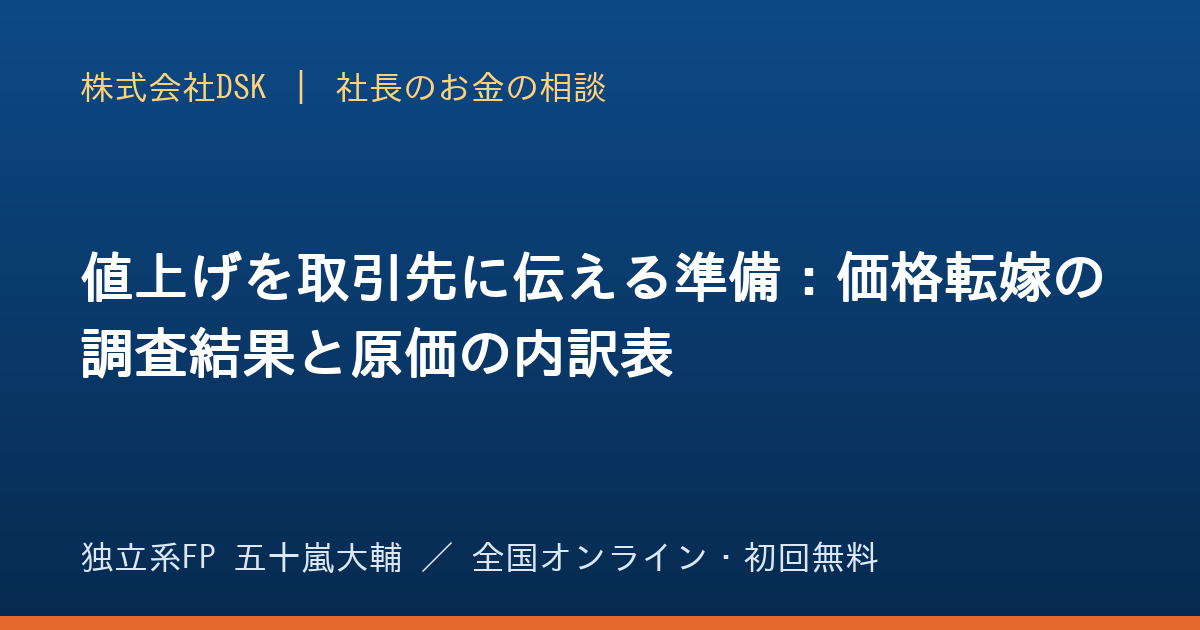 株式会社DSK ｜ 社長のお金の相談
値上げを取引先に伝える準備：価格転嫁の
調査結果と原価の内訳表
独立系FP 五十嵐大輔 ／ 全国オンライン・初回無料